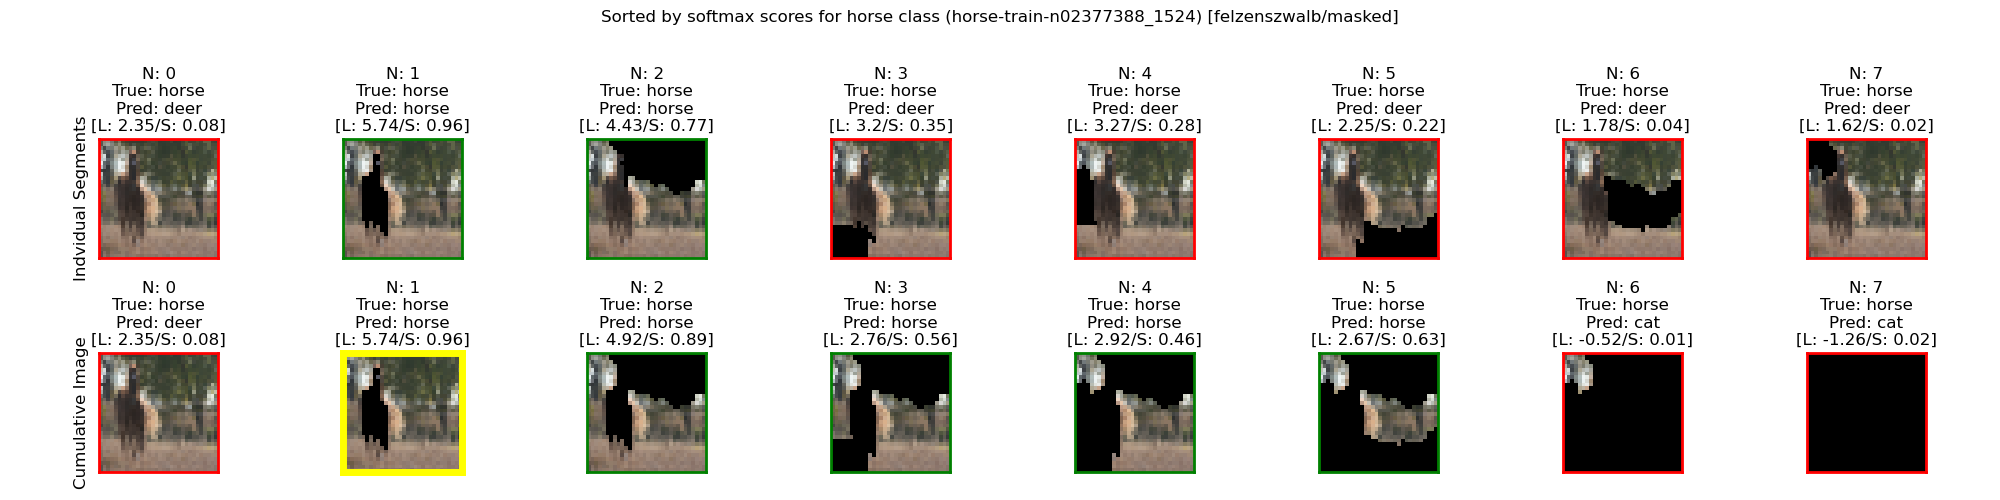 Sorted by softmax scores for horse class (horse-train-n02377388_1524) [felzenszwalb/masked]
Indvidual Segments
N: 0
True: horse
Pred: deer
[L: 2.35/S: 0.08]
N: 1
True: horse
Pred: horse
[L: 5.74/S: 0.96]
N: 2
True: horse
Pred: horse
[L: 4.43/S: 0.77]
N: 3
True: horse
Pred: deer
[L: 3.2/S: 0.35]
N: 4
True: horse
Pred: deer
[L: 3.27/S: 0.28]
N: 5
True: horse
Pred: deer
[L: 2.25/S: 0.22]
N: 6
True: horse
Pred: deer
[L: 1.78/S: 0.04]
N: 7
True: horse
Pred: deer
[L: 1.62/S: 0.02]
Cumulative Image
N: 0
True: horse
Pred: deer
[L: 2.35/S: 0.08]
N: 1
True: horse
Pred: horse
[L: 5.74/S: 0.96]
N: 2
True: horse
Pred: horse
[L: 4.92/S: 0.89]
N: 3
True: horse
Pred: horse
[L: 2.76/S: 0.56]
N: 4
True: horse
Pred: horse
[L: 2.92/S: 0.46]
N: 5
True: horse
Pred: horse
[L: 2.67/S: 0.63]
N: 6
True: horse
Pred: cat
[L: -0.52/S: 0.01]
N: 7
True: horse
Pred: cat
[L: -1.26/S: 0.02]